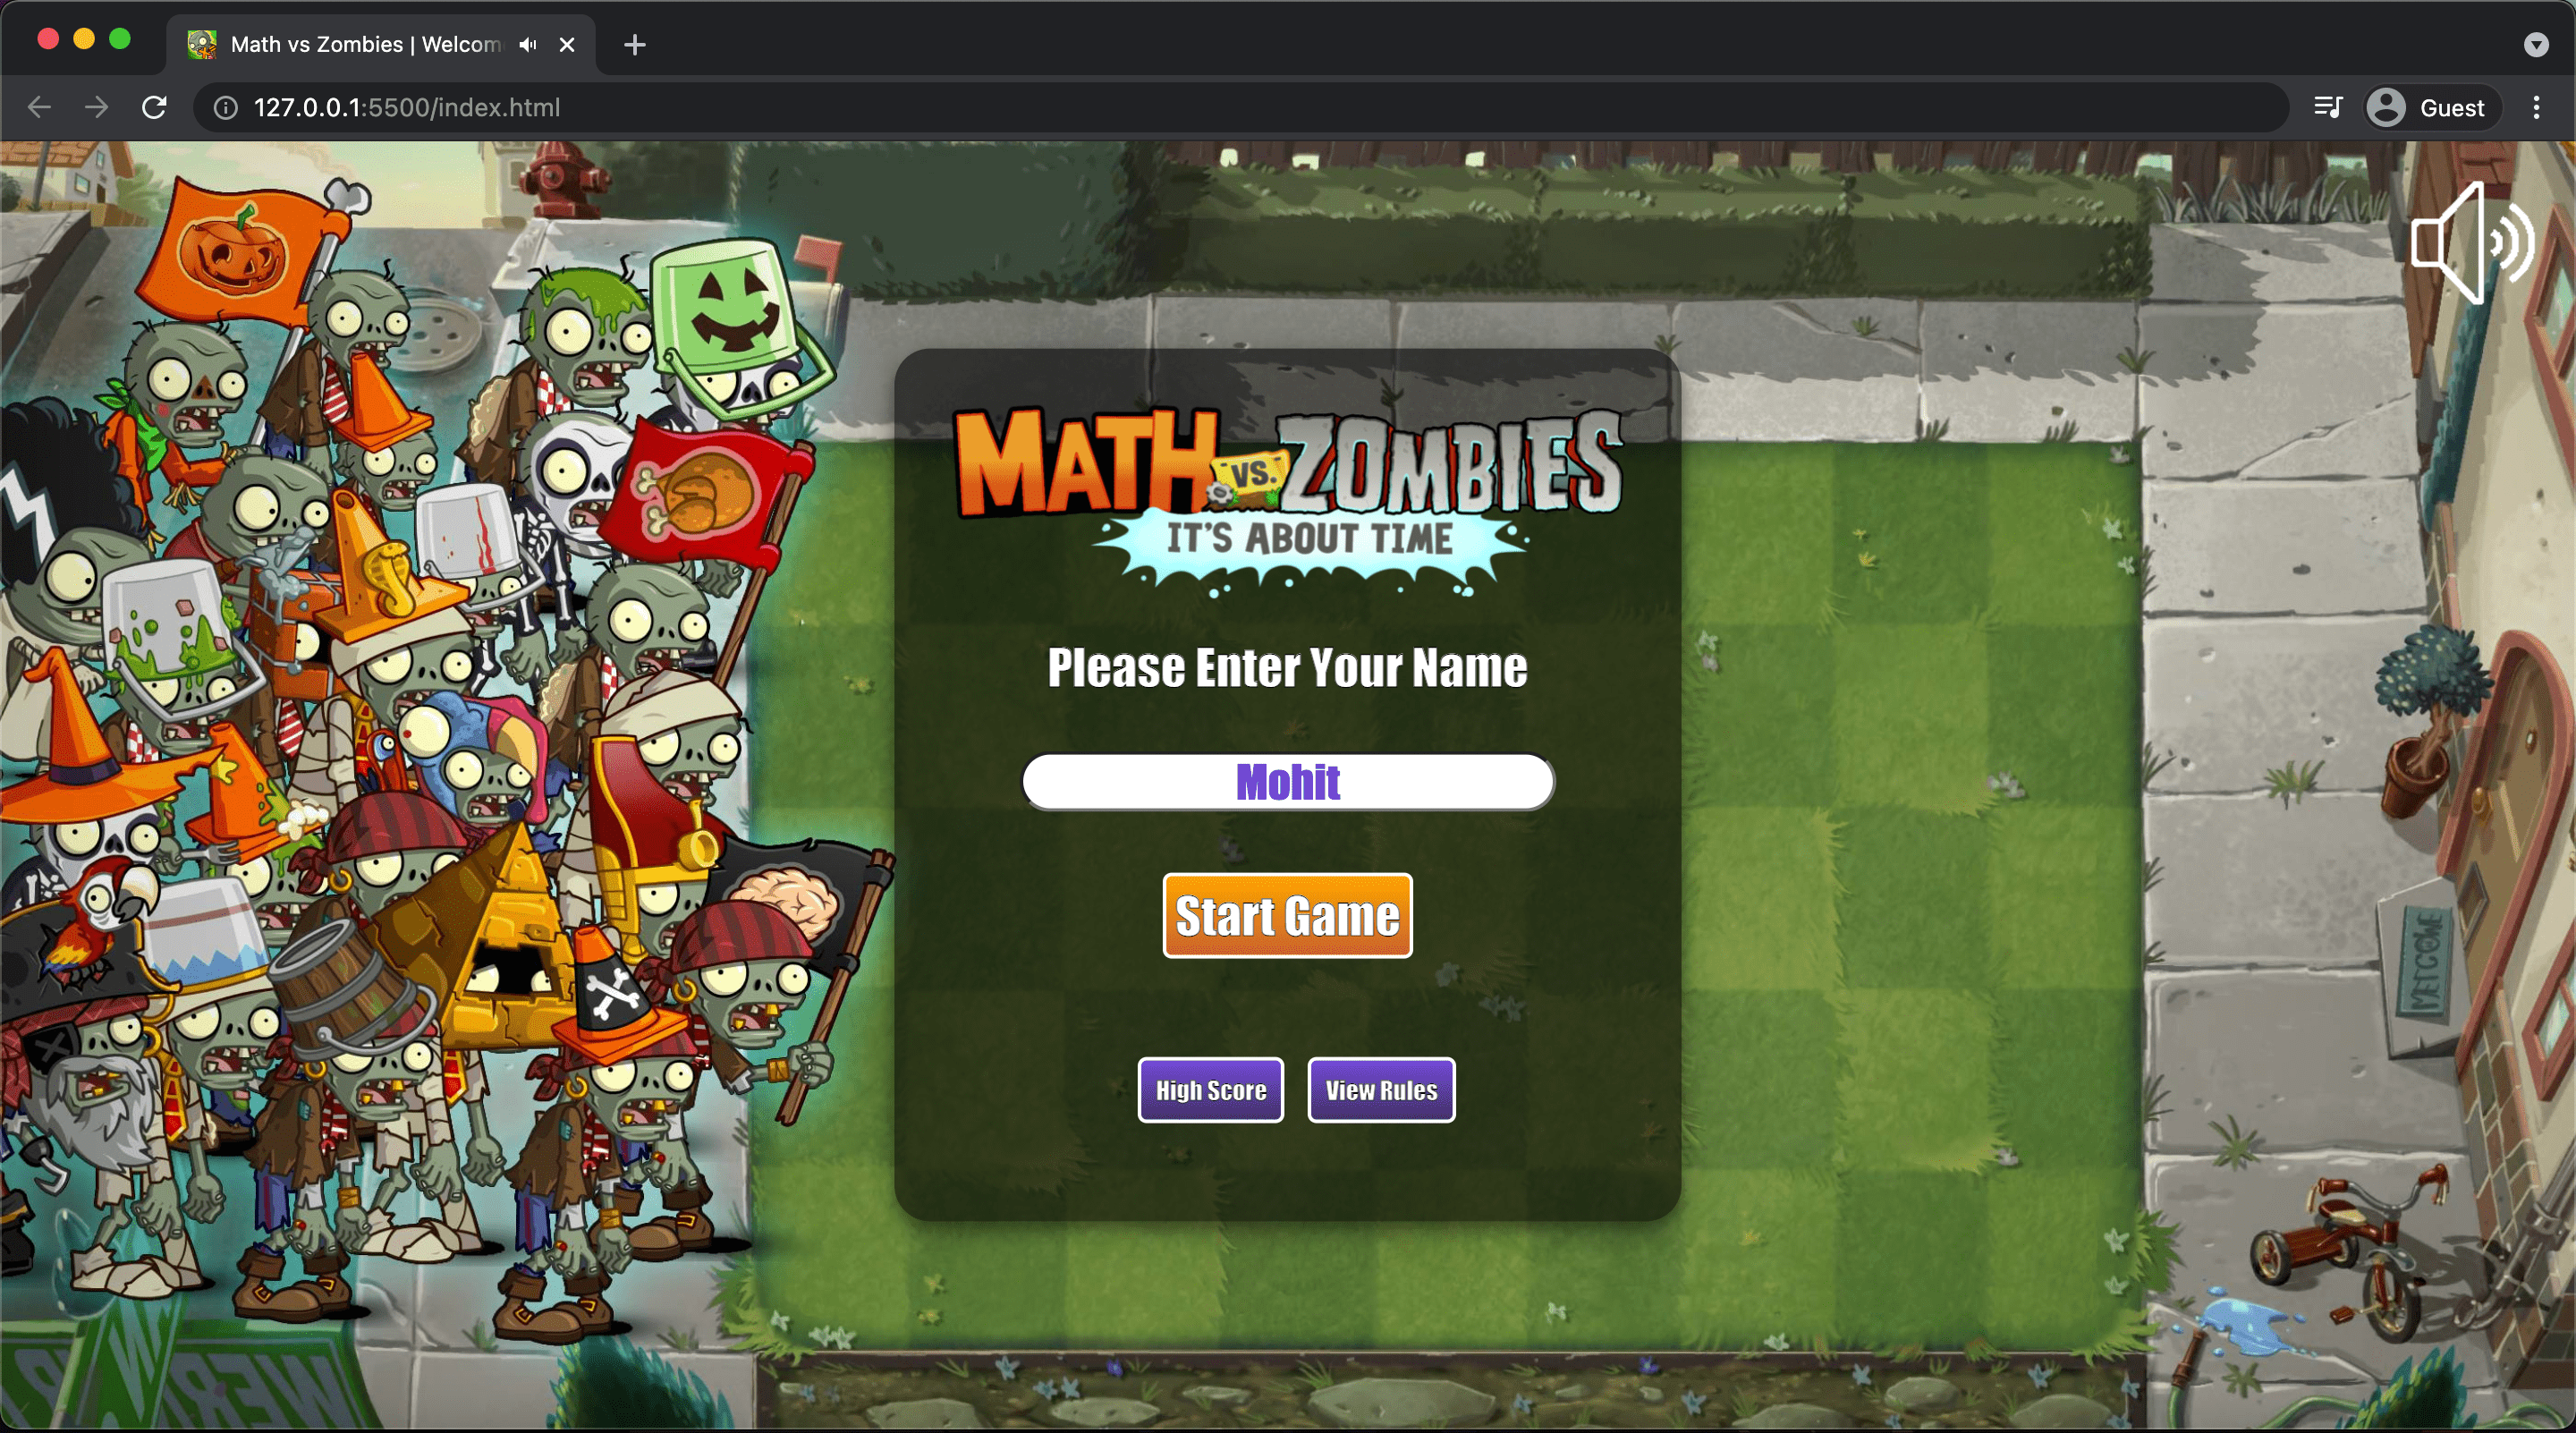 Math vs Zombies | Welcom
127.0.0.1:5500/index.html
Guest
MATH VS. ZOMBIES
IT'S ABOUT TIME
Please Enter Your Name
Mohit
Start Game
High Score
View Rules